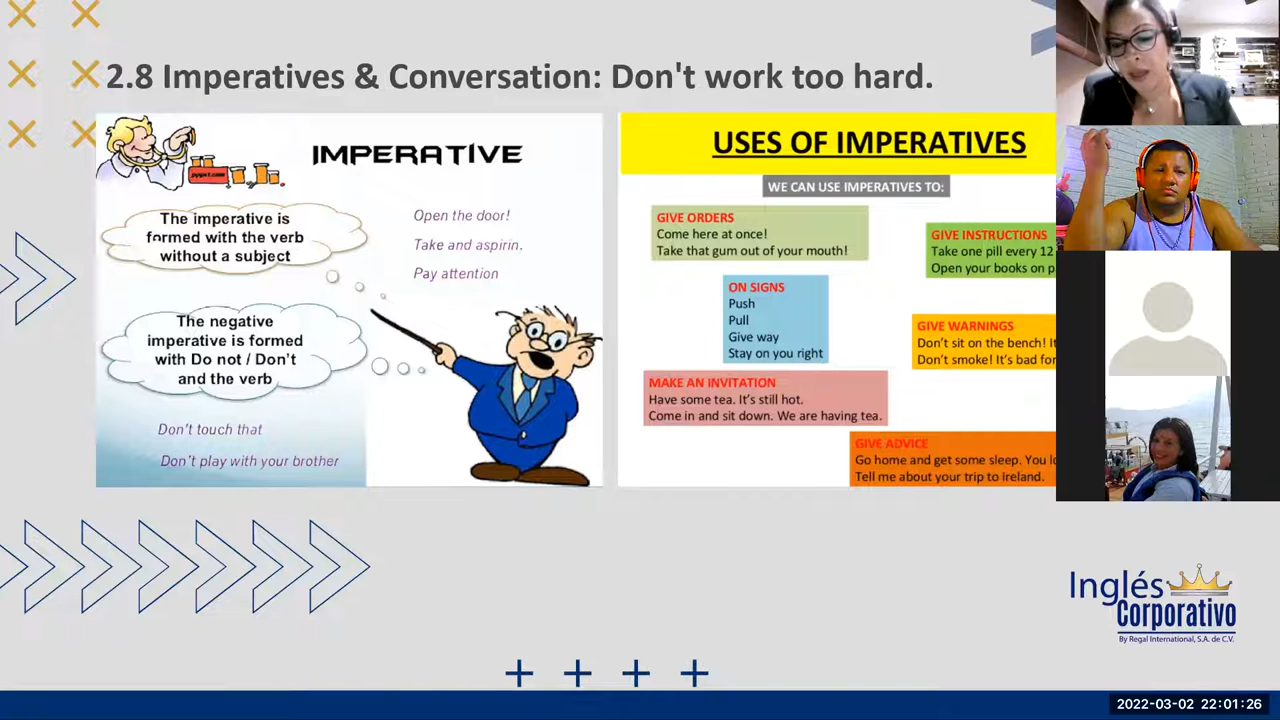 2.8 Imperatives & Conversation: Don't work too hard.
IMPERATIVE
The imperative is
formed with the verb
without a subject
Open the door!
Take and aspirin.
Pay attention
The negative
imperative is formed
with Do not / Don't
and the verb
Don't touch that
Don't play with your brother
USES OF IMPERATIVES
WE CAN USE IMPERATIVES TO:
GIVE ORDERS
Come here at once!
Take that gum out of your mouth!
GIVE INSTRUCTIONS
Take one pill every 12
Open your books on p
ON SIGNS
Push
Pull
Give way
Stay on you right
GIVE WARNINGS
Don't sit on the bench! It
Don't smoke! It's bad for
MAKE AN INVITATION
Have some tea. It's still hot.
Come in and sit down. We are having tea.
GIVE ADVICE
Go home and get some sleep. You lo
Tell me about your trip to Ireland.
Inglés
Corporativo
By Regal International, S.A. de C.V.
2022-03-02 22:01:26